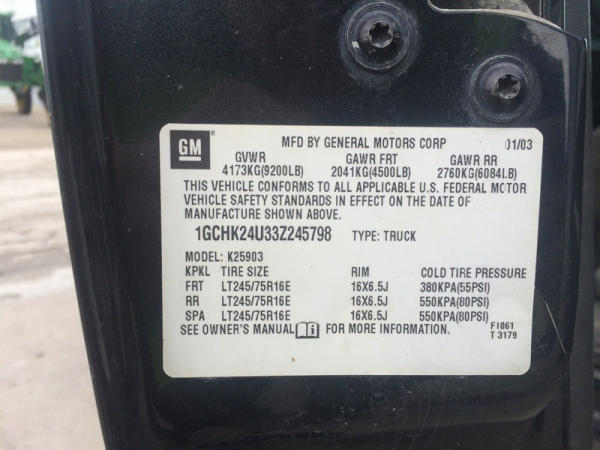 GM MFD BY GENERAL MOTORS CORP 01/03
GVWR GAWR FRT GAWR RR
4173KG(9200LB) 2041KG(4500LB) 2760KG(6084LB)
THIS VEHICLE CONFORMS TO ALL APPLICABLE U.S. FEDERAL MOTOR
VEHICLE SAFETY STANDARDS IN EFFECT ON THE DATE OF
MANUFACTURE SHOWN ABOVE.
1GCHK24U33Z245798 TYPE: TRUCK
MODEL: K25903
KPKL TIRE SIZE RIM COLD TIRE PRESSURE
FRT LT245/75R16E 16X6.5J 380KPA(55PSI)
RR LT245/75R16E 16X6.5J 550KPA(80PSI)
SPA LT245/75R16E 16X6.5J 550KPA(80PSI)
SEE OWNER'S MANUAL FOR MORE INFORMATION.
F1061
T 3179